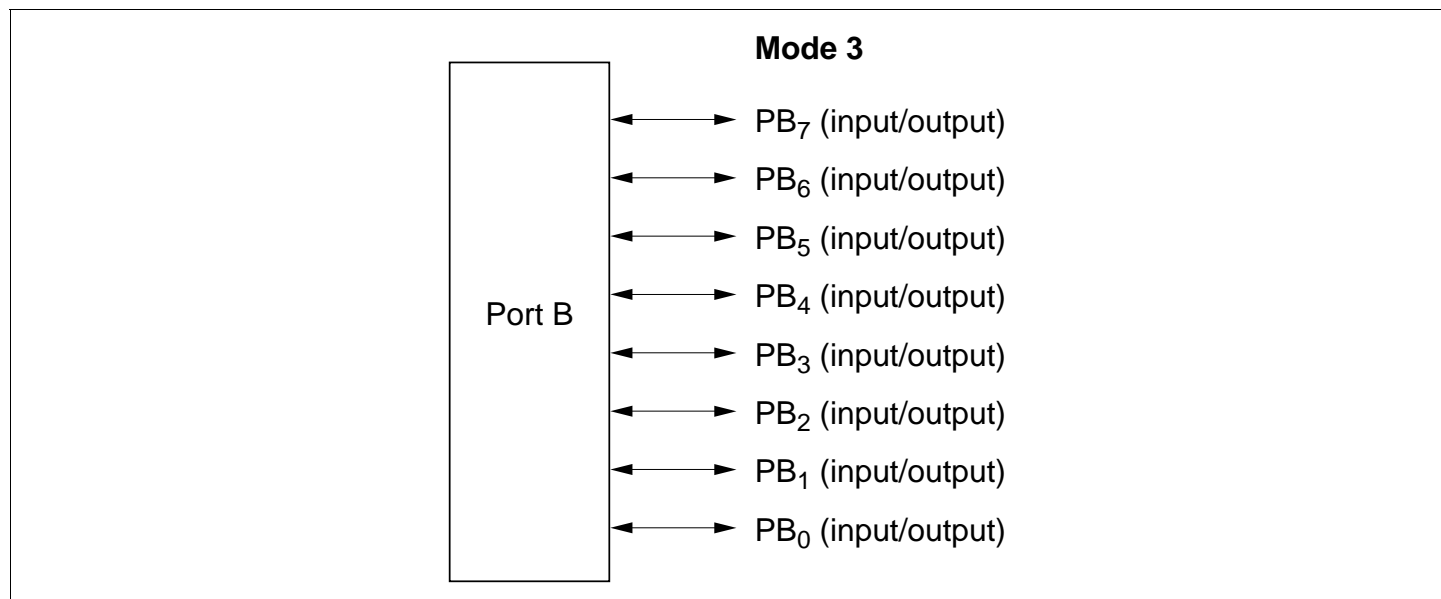 Mode 3
PB₇ (input/output)
PB₆ (input/output)
PB₅ (input/output)
PB₄ (input/output)
Port B
PB₃ (input/output)
PB₂ (input/output)
PB₁ (input/output)
PB₀ (input/output)